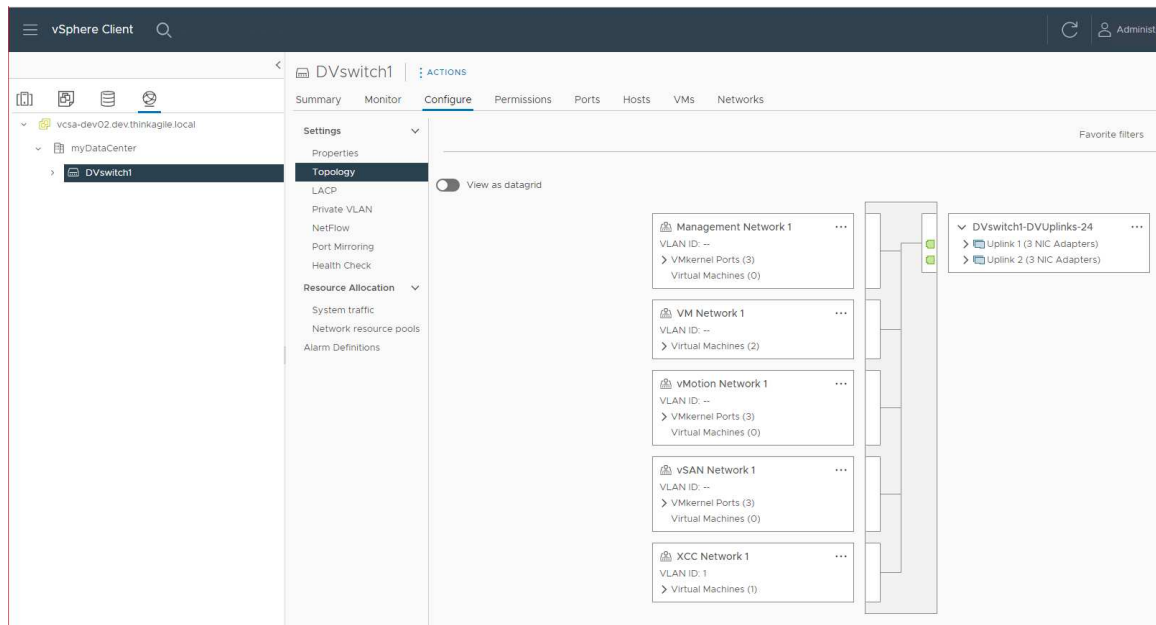 vSphere Client
Administ
DVswitch1
ACTIONS
Summary Monitor Configure Permissions Ports Hosts VMs Networks
vcsa-dev02.dev.thinkagile.local
myDataCenter
DVswitch1
Settings
Properties
Topology
LACP
Private VLAN
NetFlow
Port Mirroring
Health Check
Resource Allocation
System traffic
Network resource pools
Alarm Definitions
Favorite filters
View as datagrid
Management Network 1
VLAN ID: --
VMkernel Ports (3)
Virtual Machines (0)
VM Network 1
VLAN ID: --
Virtual Machines (2)
vMotion Network 1
VLAN ID: --
VMkernel Ports (3)
Virtual Machines (0)
vSAN Network 1
VLAN ID: --
VMkernel Ports (3)
Virtual Machines (0)
XCC Network 1
VLAN ID: 1
Virtual Machines (1)
DVswitch1-DVUplinks-24
Uplink 1 (3 NIC Adapters)
Uplink 2 (3 NIC Adapters)